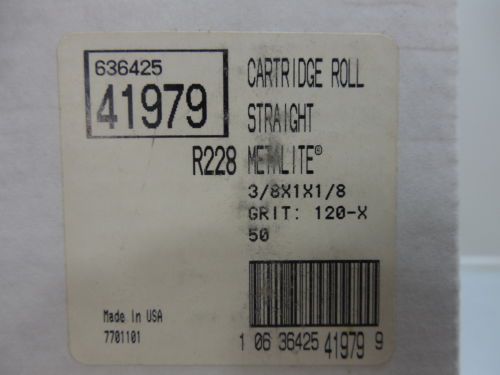 636425
41979
CARTRIDGE ROLL
STRAIGHT
R228 METALITE®
3/8X1X1/8
GRIT: 120-X
50
Made In USA
7701101
1 06 36425 41979 9